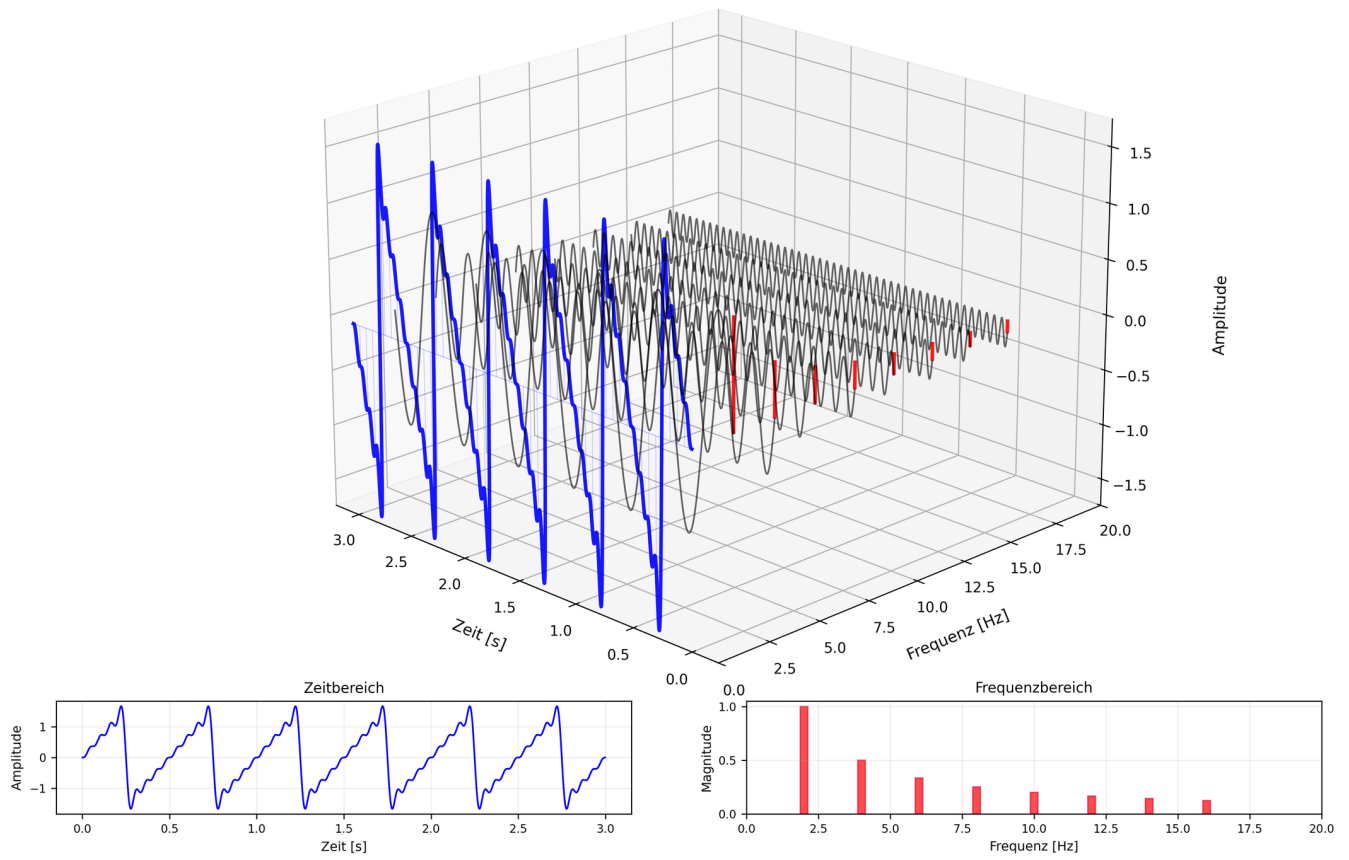 1.5
1.0
0.5
0.0
−0.5
−1.0
−1.5
Amplitude
3.0
2.5
2.0
1.5
1.0
0.5
0.0
Zeit [s]
0.0
2.5
5.0
7.5
10.0
12.5
15.0
17.5
20.0
Frequenz [Hz]
Zeitbereich
Amplitude
1
0
−1
0.0 0.5 1.0 1.5 2.0 2.5 3.0
Zeit [s]
Frequenzbereich
Magnitude
1.0
0.5
0.0
0.0 2.5 5.0 7.5 10.0 12.5 15.0 17.5 20.0
Frequenz [Hz]